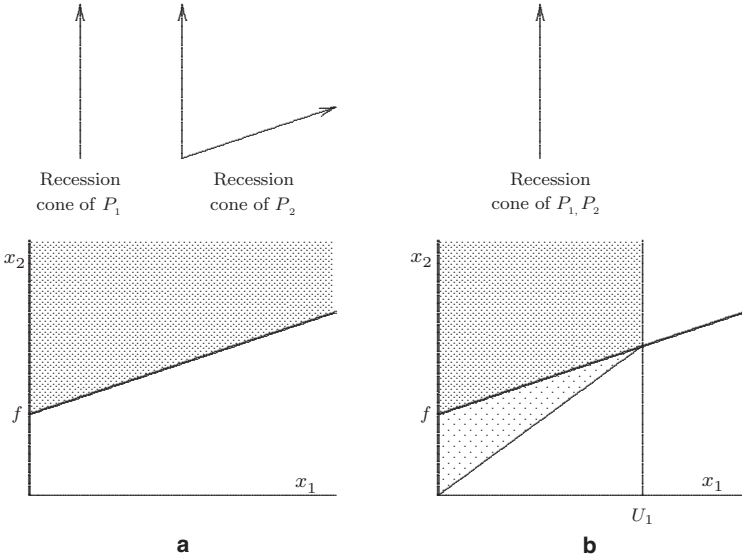 Recession
cone of P₁
Recession
cone of P₂
Recession
cone of P₁, P₂
x₂
f
x₁
a
x₂
f
x₁
U₁
b